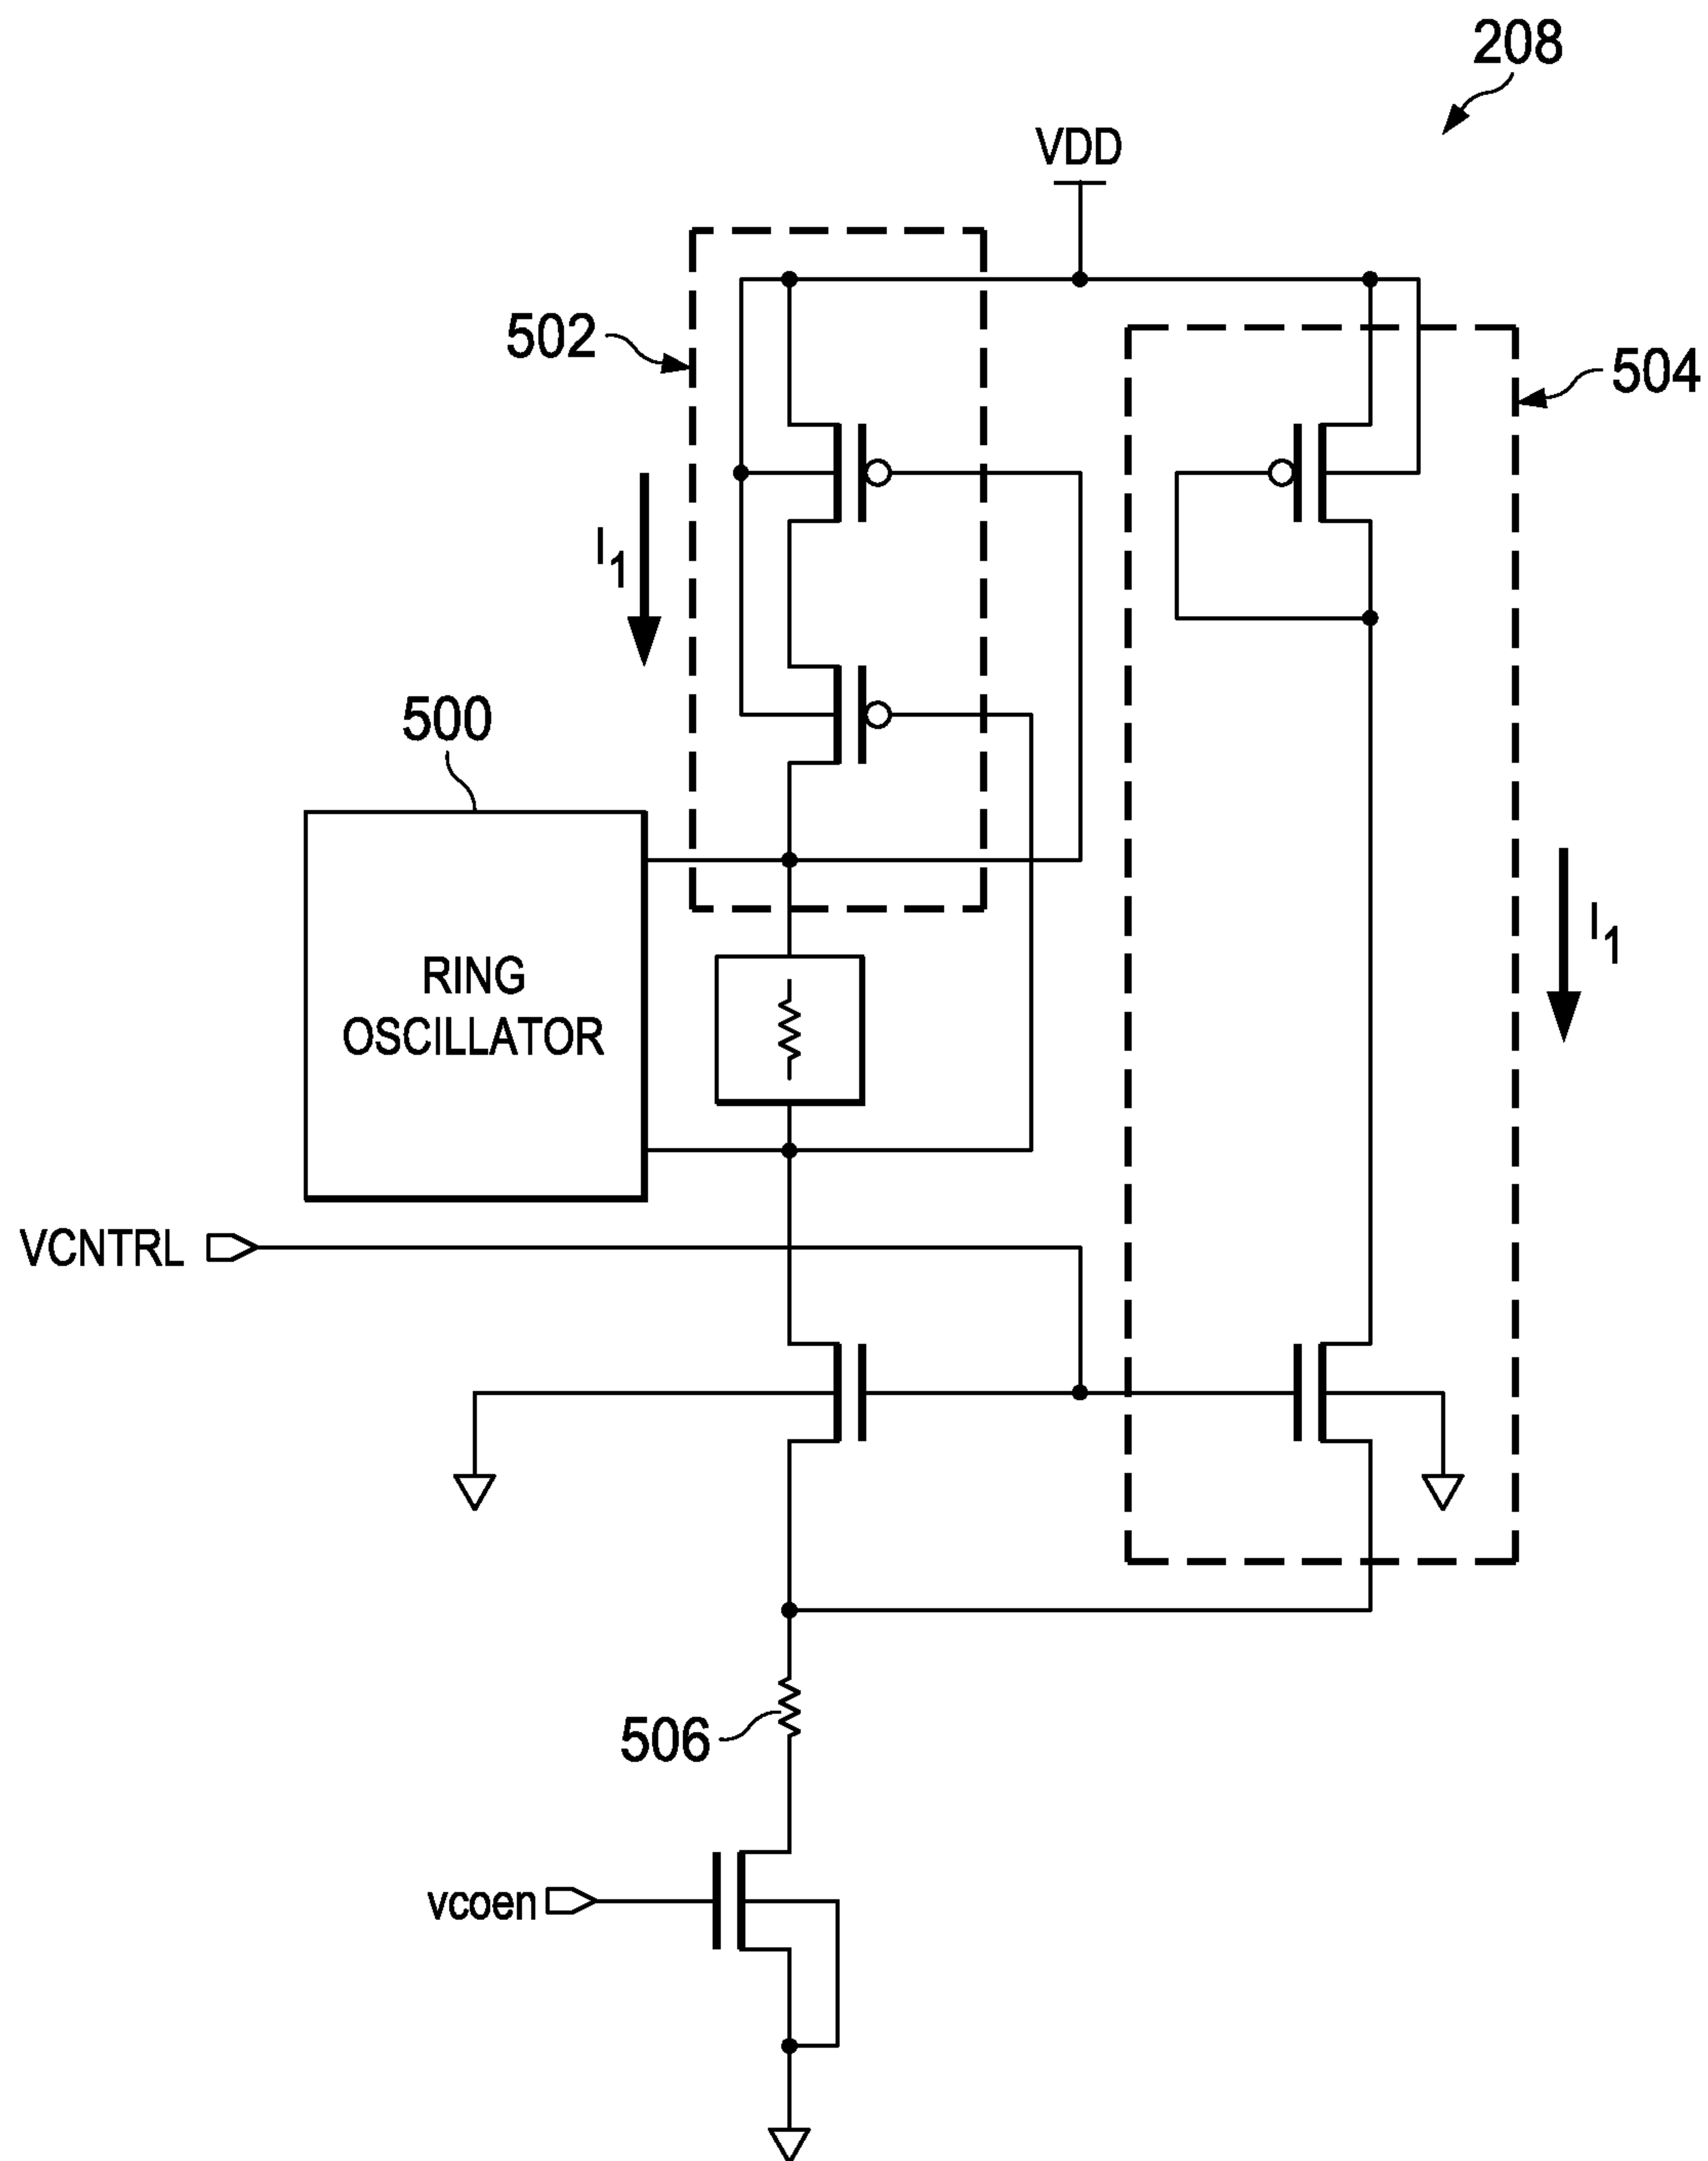 208
VDD
502
504
I1
500
I1
RING
OSCILLATOR
VCNTRL
506
vcoen